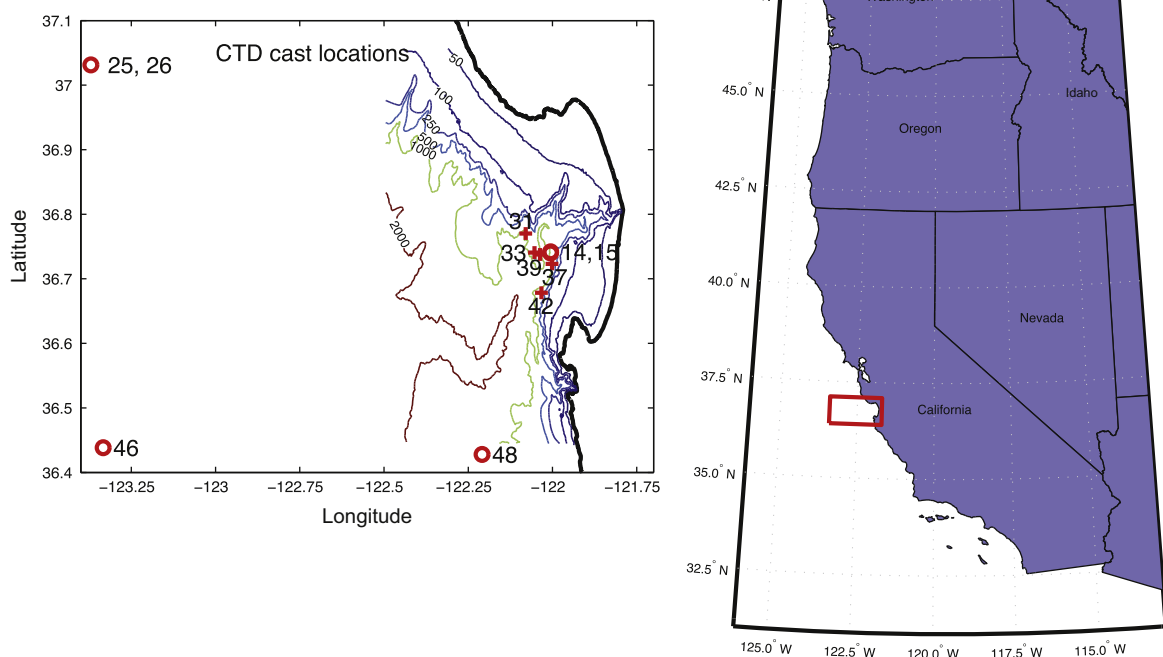 37.1
37
36.9
36.8
36.7
36.6
36.5
36.4
Latitude
CTD cast locations
25, 26
50
100
250
500
1000
2000
31
33
14,15
39
37
42
46
48
−123.25
−123
−122.75
−122.5
−122.25
−122
−121.75
Longitude
45.0° N
42.5° N
40.0° N
37.5° N
35.0° N
32.5° N
Idaho
Oregon
Nevada
California
125.0° W
122.5° W
120.0° W
117.5° W
115.0° W